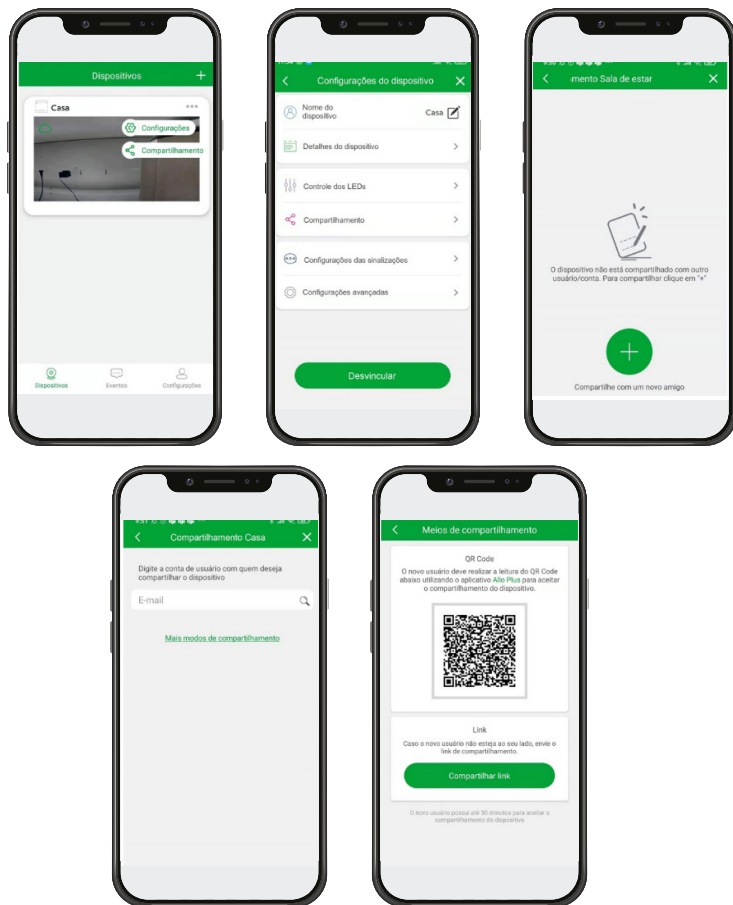 Dispositivos +
Casa
Configurações
Compartilhamento
Dispositivos
Eventos
Configurações
Configurações do dispositivo
Nome do
dispositivo
Casa
Detalhes do dispositivo
Controle dos LEDs
Compartilhamento
Configurações das sinalizações
Configurações avançadas
Desvincular
mento Sala de estar
O dispositivo não está compartilhado com outro
usuário/conta. Para compartilhar clique em "+"
Compartilhe com um novo amigo
Compartilhamento Casa
Digite a conta de usuário com quem deseja
compartilhar o dispositivo
E-mail
Mais modos de compartilhamento
Meios de compartilhamento
QR Code
O novo usuário deve realizar a leitura do QR Code
abaixo utilizando o aplicativo Allo Plus para aceitar
o compartilhamento do dispositivo.
Link
Caso o novo usuário não esteja ao seu lado, envie o
link de compartilhamento.
Compartilhar link
O novo usuário possui até 30 minutos para aceitar o
compartilhamento do dispositivo